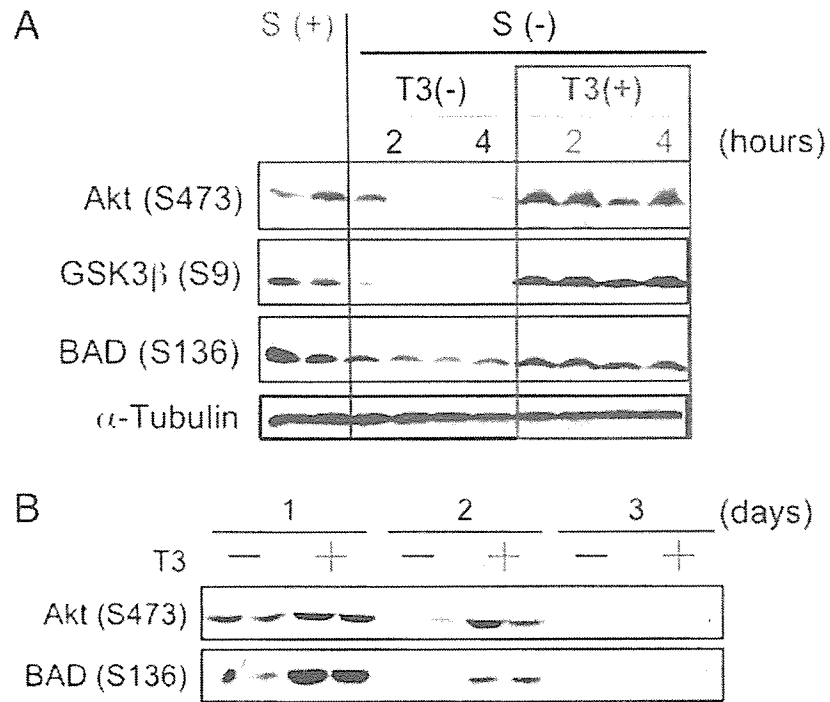 A
S (+)
S (-)
T3(-)
T3(+)
2 4 2 4 (hours)
Akt (S473)
GSK3β (S9)
BAD (S136)
α-Tubulin
B
1 2 3 (days)
T3 − + − + − +
Akt (S473)
BAD (S136)